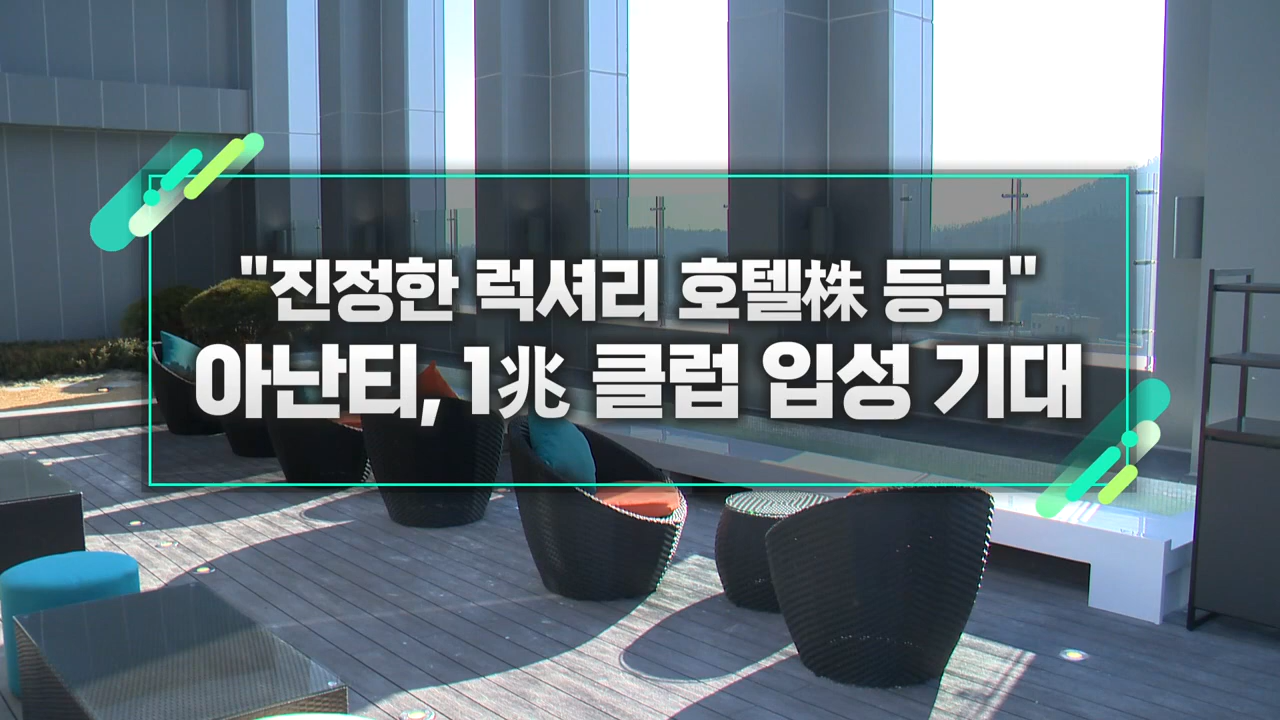 "진정한 럭셔리 호텔株 등극"
아난티, 1兆 클럽 입성 기대